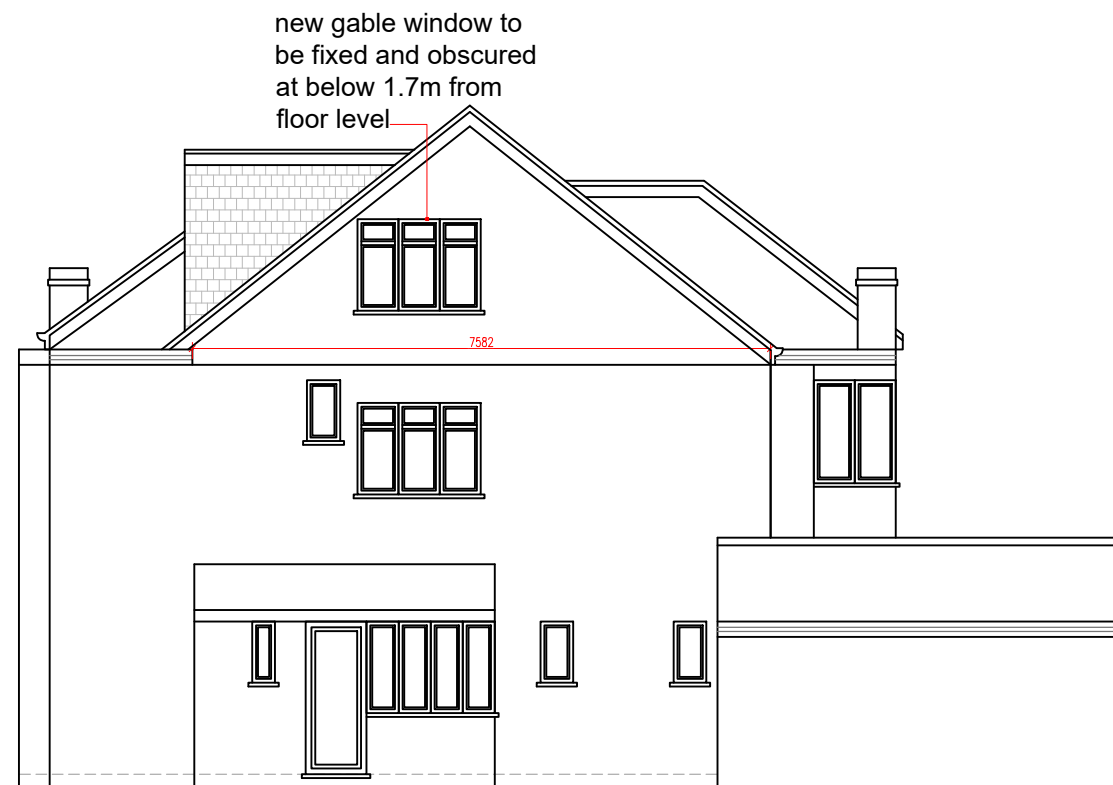 new gable window to
be fixed and obscured
at below 1.7m from
floor level
7582